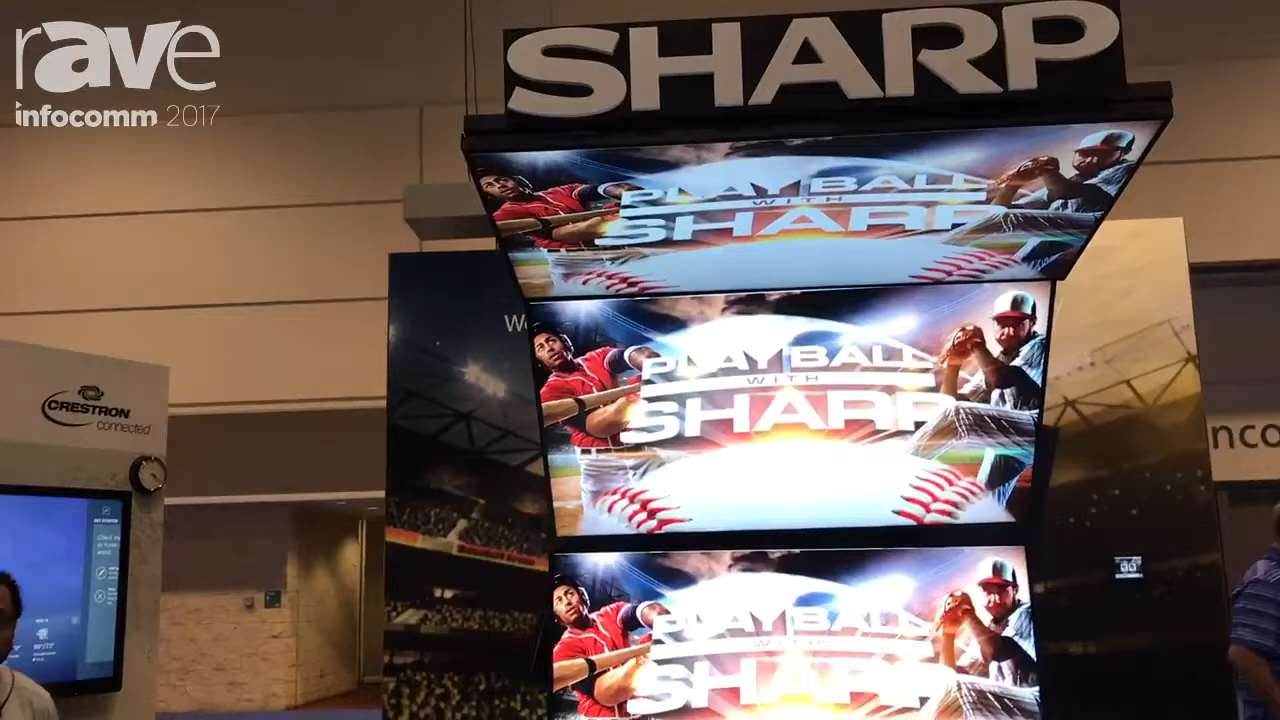 rave
infocomm 2017
SHARP
PLAY BALL
WITH
SHARP
PLAY BALL
WITH
SHARP
PLAY BALL
WITH
SHARP
CRESTRON
connected